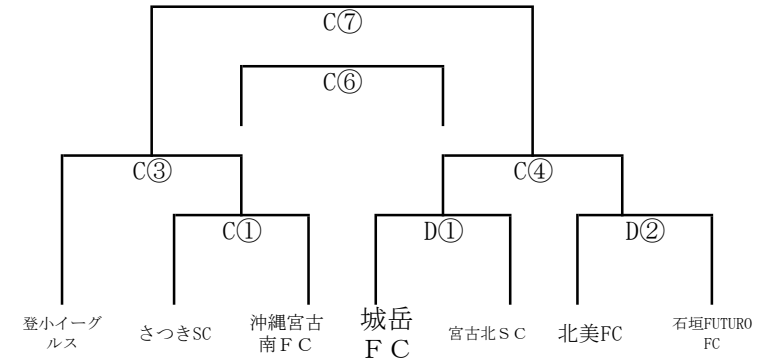 C⑦
C⑥
C③
C④
C①
D①
D②
登小イーグ
ルス
さつきSC
沖縄宮古
南ＦＣ
城岳
ＦＣ
宮古北ＳＣ
北美FC
石垣FUTURO
FC